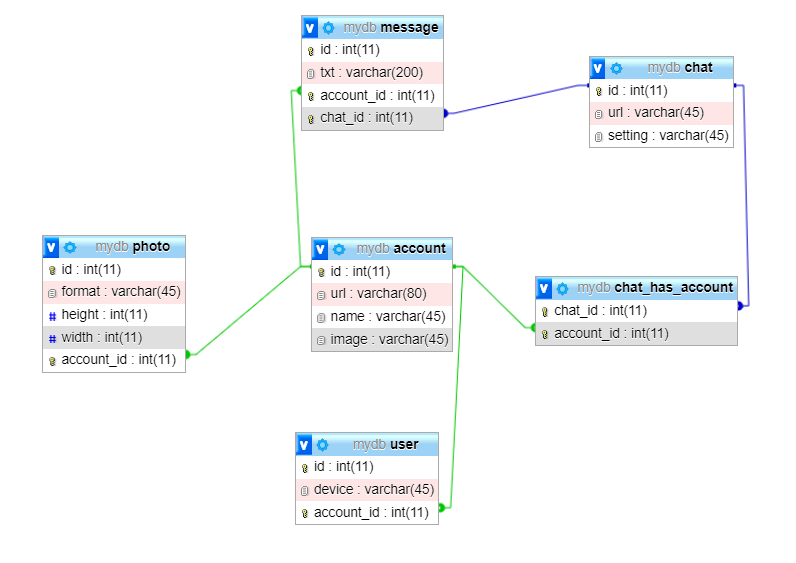 v mydb message
id : int(11)
txt : varchar(200)
account_id : int(11)
chat_id : int(11)
v mydb chat
id : int(11)
url : varchar(45)
setting : varchar(45)
v mydb photo
id : int(11)
format : varchar(45)
# height : int(11)
# width : int(11)
account_id : int(11)
v mydb account
id : int(11)
url : varchar(80)
name : varchar(45)
image : varchar(45)
v mydb chat_has_account
chat_id : int(11)
account_id : int(11)
v mydb user
id : int(11)
device : varchar(45)
account_id : int(11)